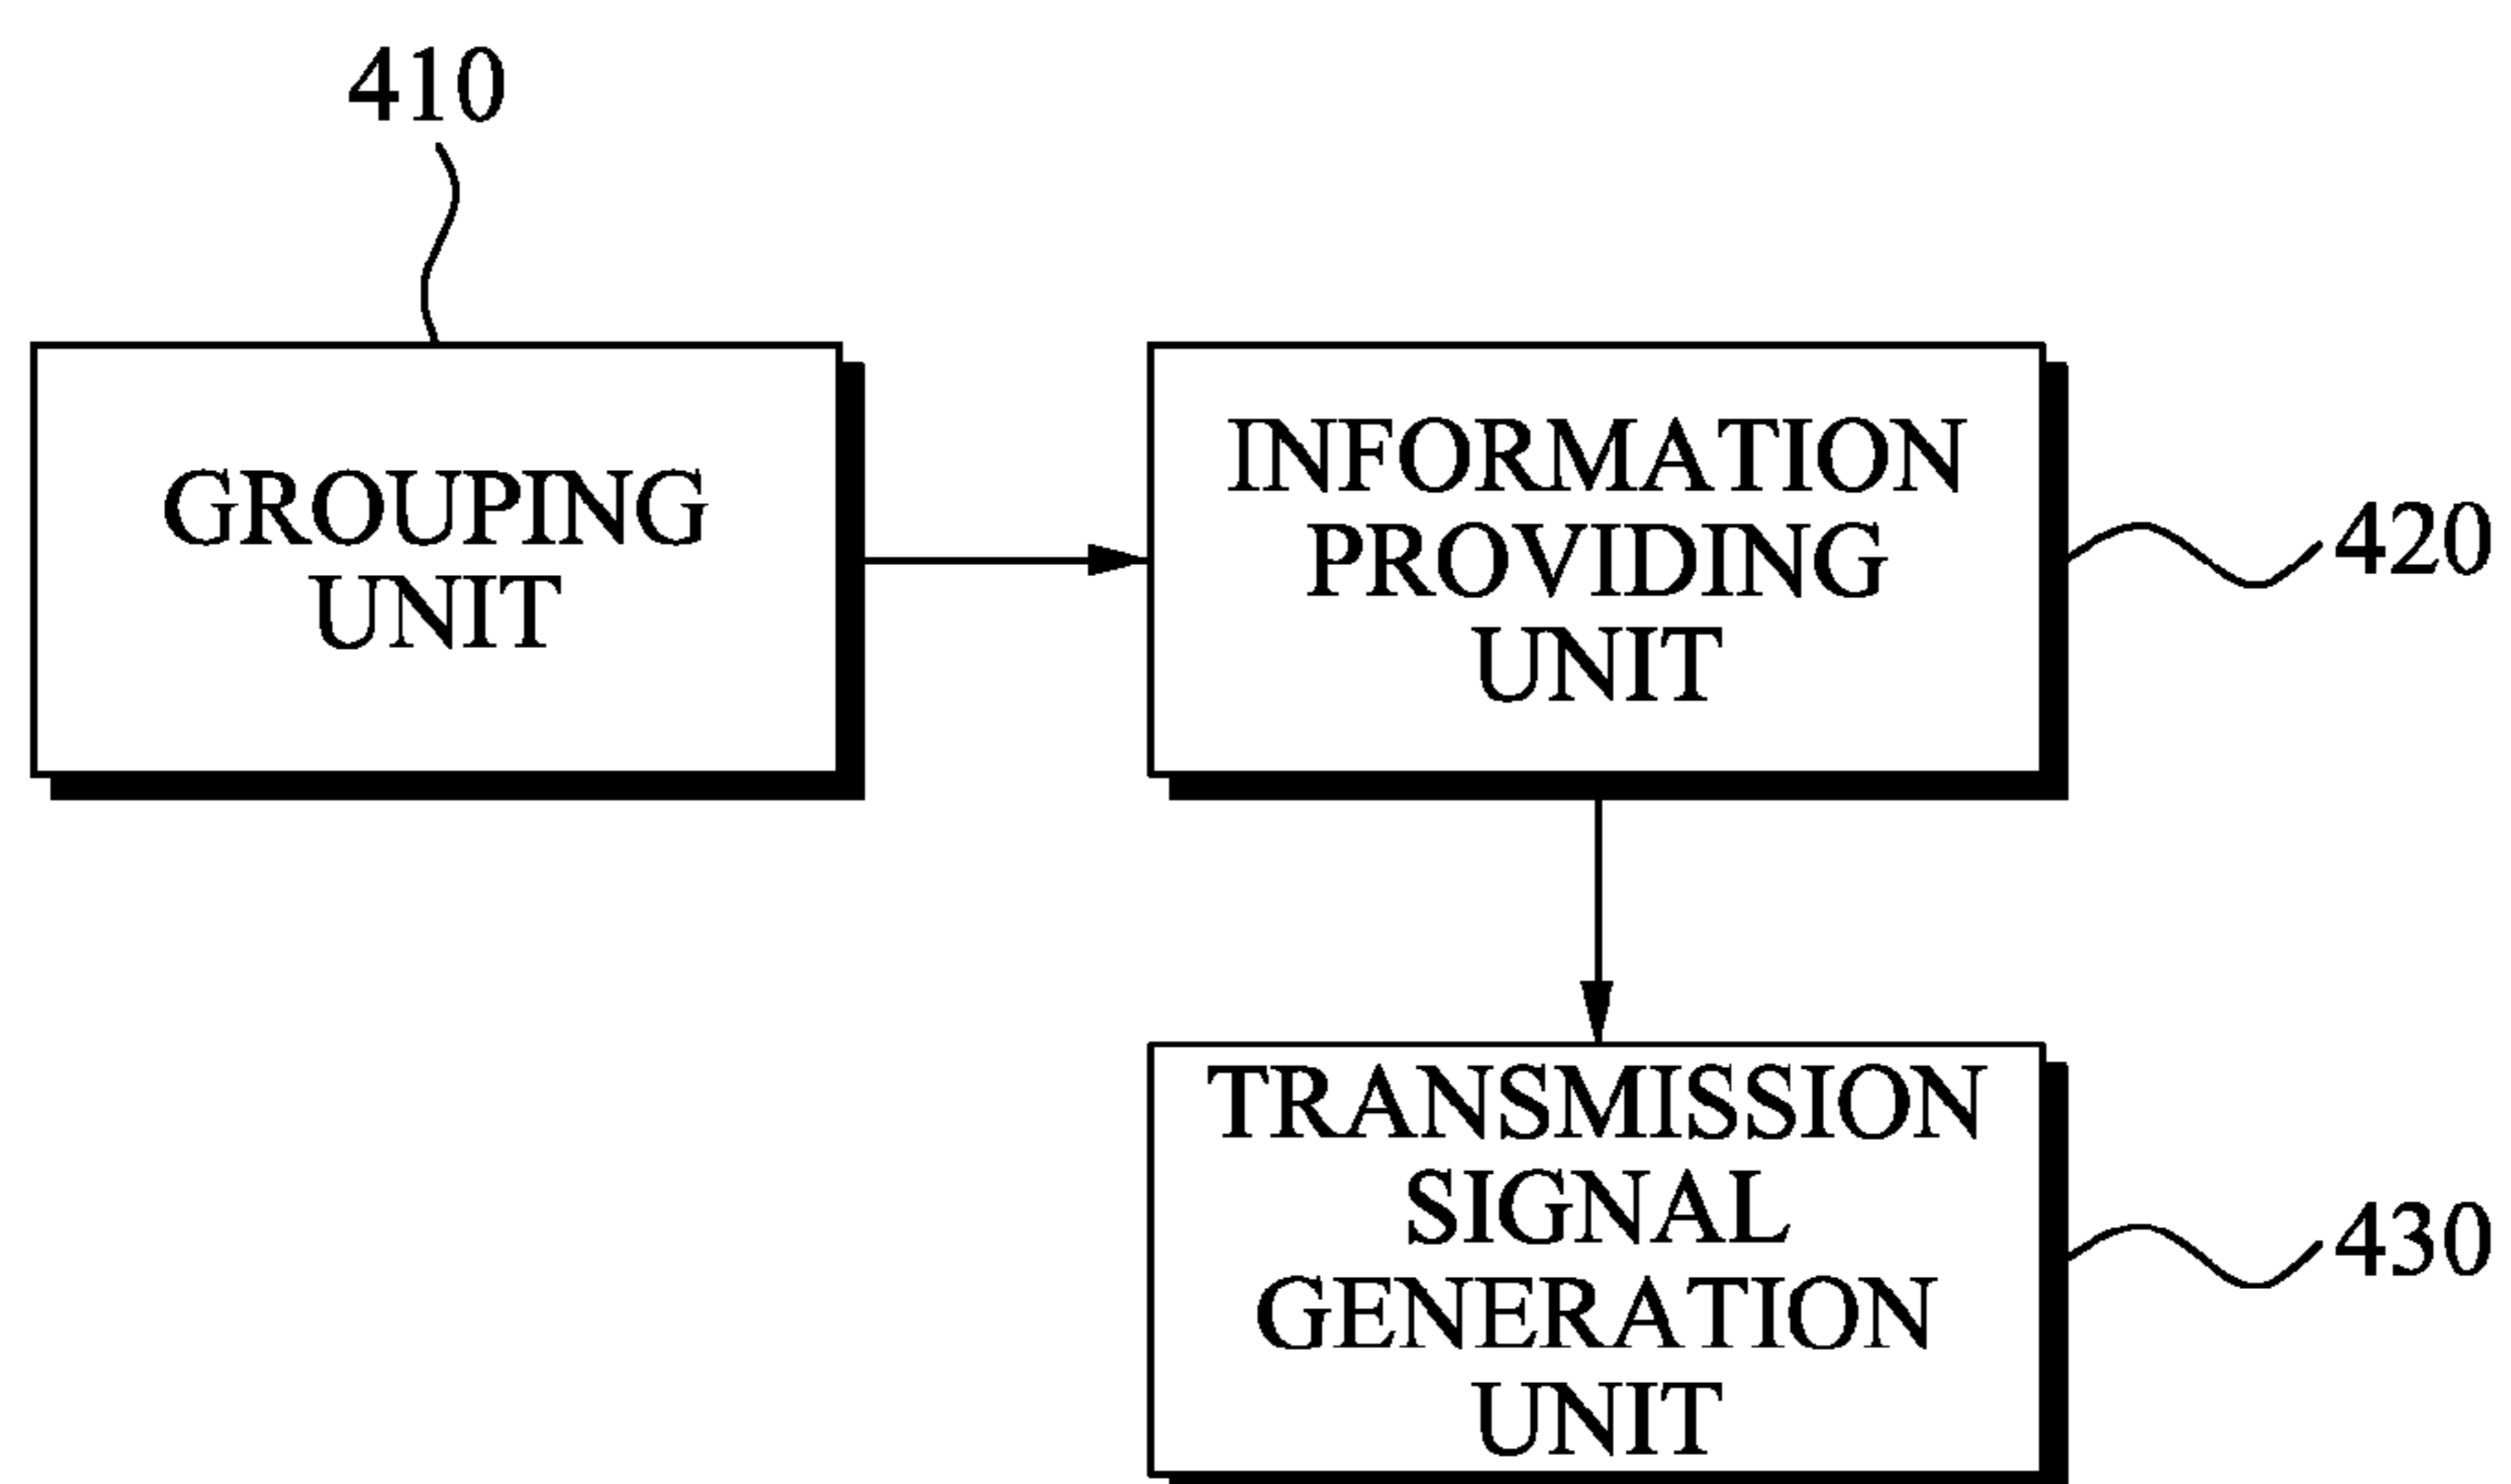 410
GROUPING
UNIT
INFORMATION
PROVIDING
UNIT
420
TRANSMISSION
SIGNAL
GENERATION
UNIT
430